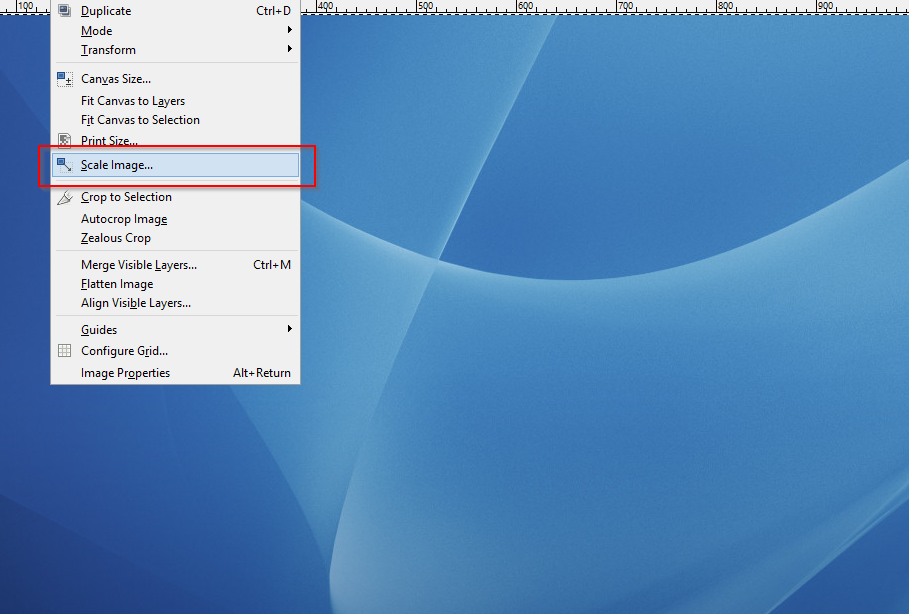 100 400 500 600 700 800 900
Duplicate Ctrl+D
Mode
Transform
Canvas Size...
Fit Canvas to Layers
Fit Canvas to Selection
Print Size...
Scale Image...
Crop to Selection
Autocrop Image
Zealous Crop
Merge Visible Layers... Ctrl+M
Flatten Image
Align Visible Layers...
Guides
Configure Grid...
Image Properties Alt+Return